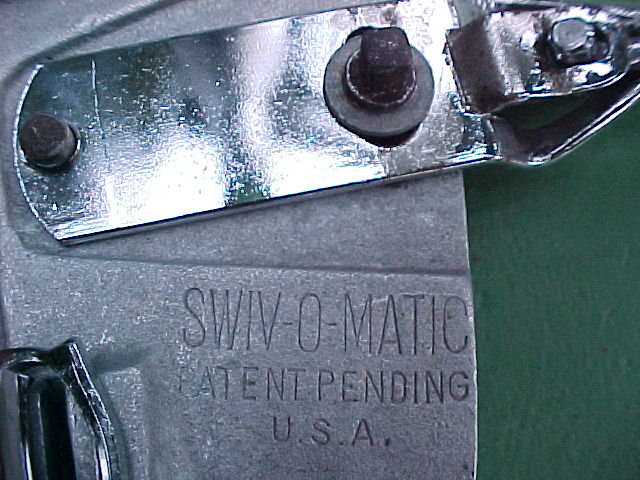 SWIV-O-MATIC
PATENT PENDING
U.S.A.